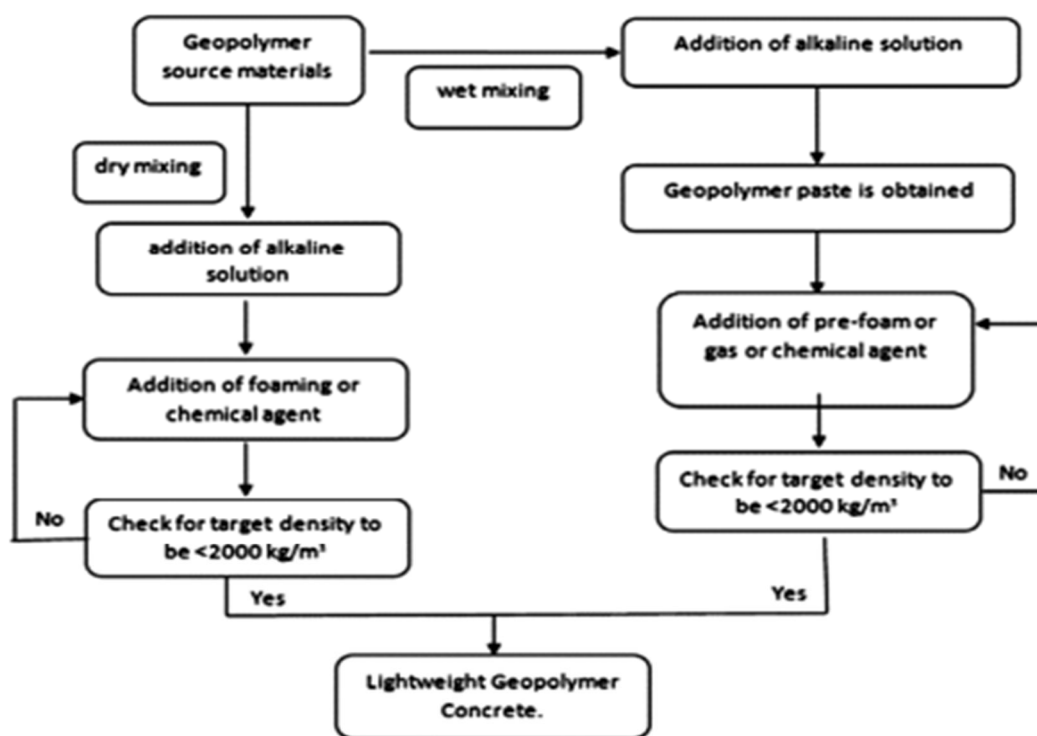 Geopolymer
source materials
wet mixing
Addition of alkaline solution
dry mixing
Geopolymer paste is obtained
addition of alkaline
solution
Addition of pre-foam or
gas or chemical agent
Addition of foaming or
chemical agent
Check for target density to
be <2000 kg/m³
No
No
Check for target density to
be <2000 kg/m³
Yes
Yes
Lightweight Geopolymer
Concrete.